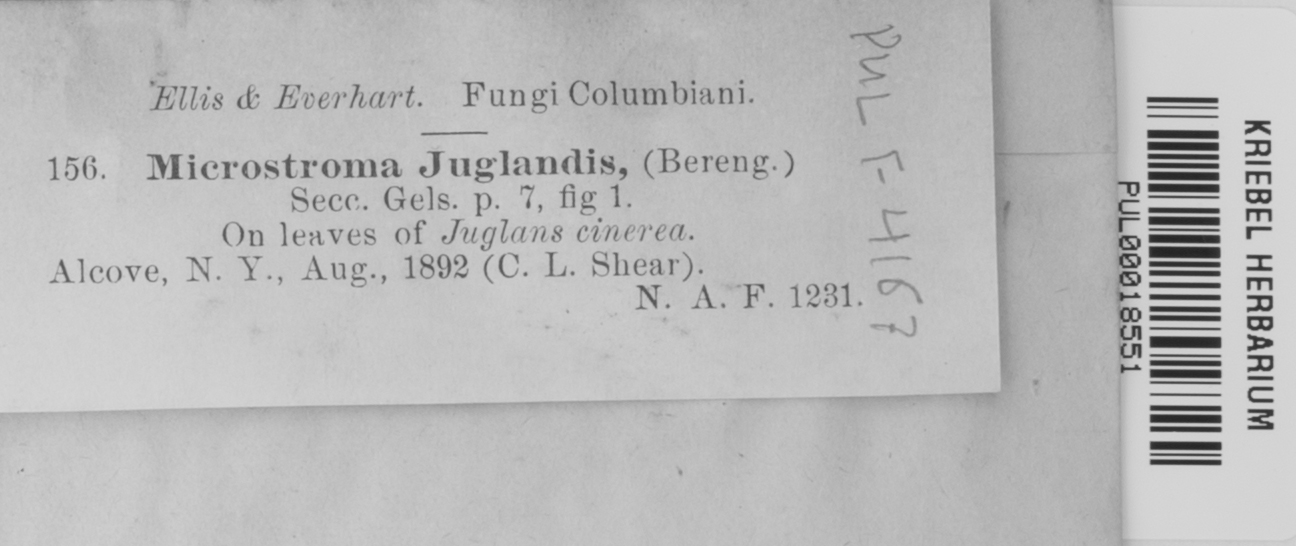 Ellis & Everhart. Fungi Columbiani.
156. Microstroma Juglandis, (Bereng.)
Secc. Gels. p. 7, fig 1.
On leaves of Juglans cinerea.
Alcove, N. Y., Aug., 1892 (C. L. Shear).
N. A. F. 1231.
PUL F-4167
PUL00018551
KRIEBEL HERBARIUM